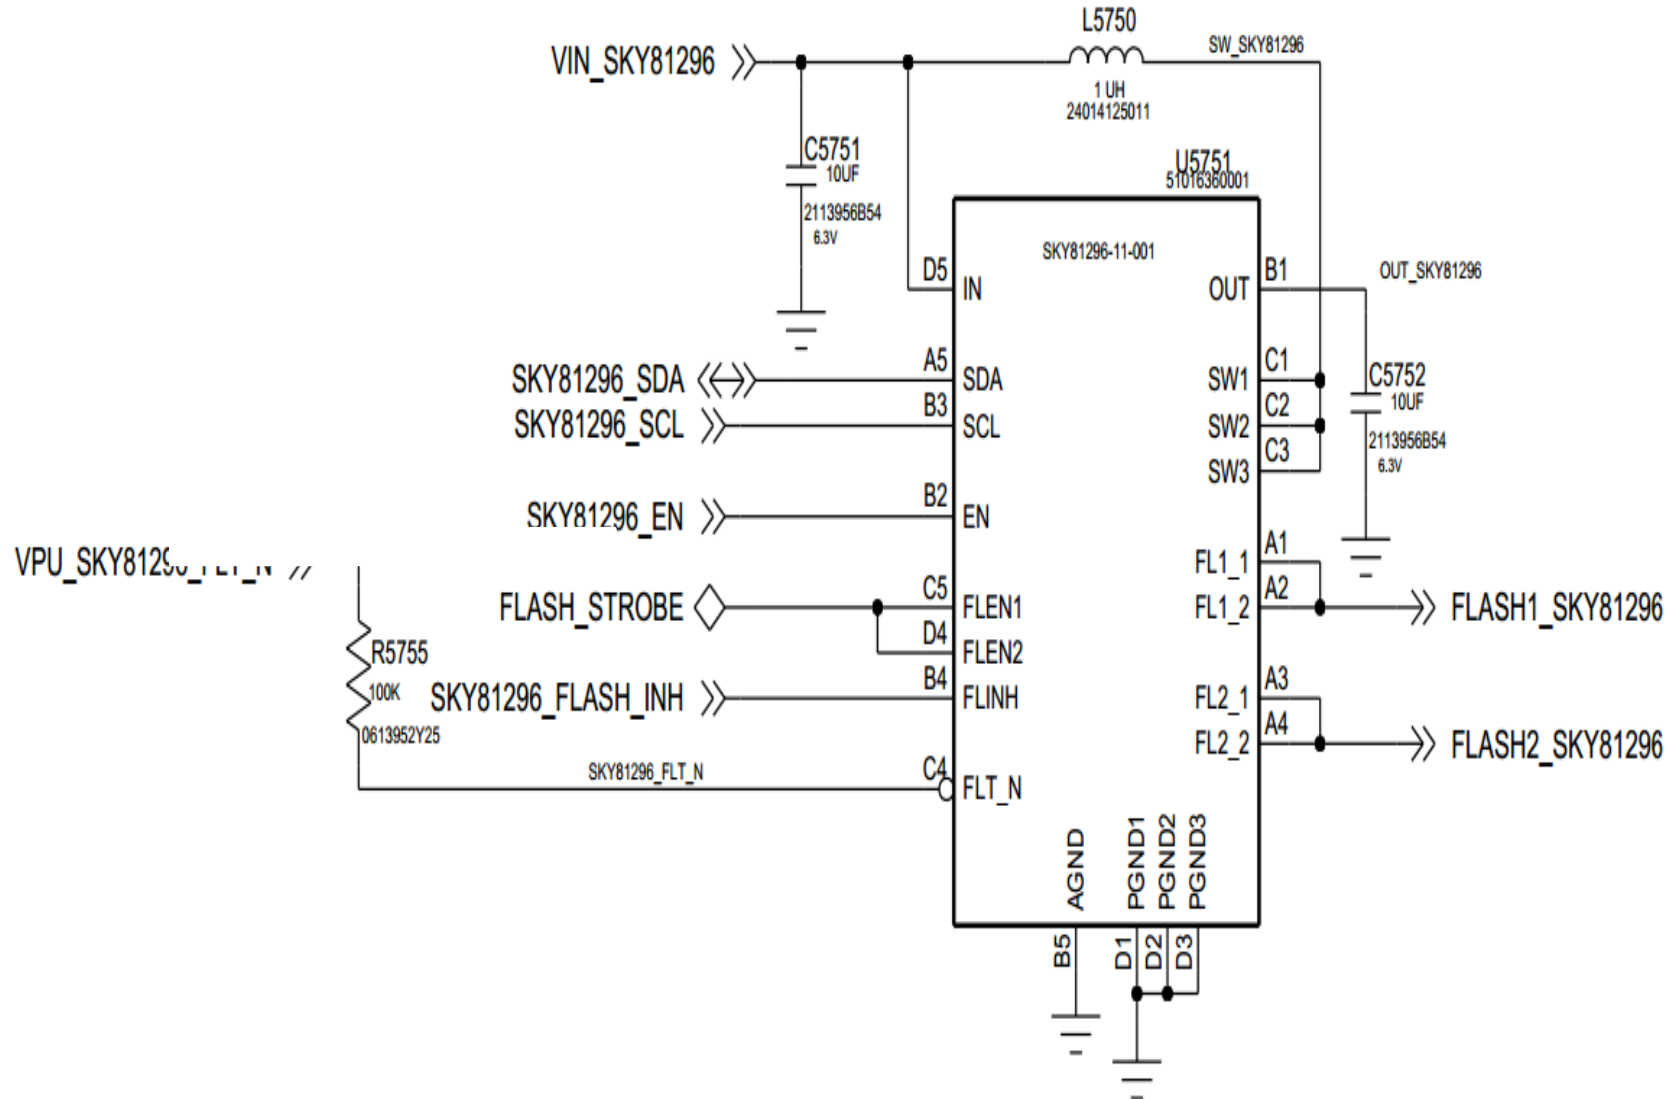 L5750
VIN_SKY81296
SW_SKY81296
1 UH
24014125011
C5751
10UF
2113956B54
6.3V
U5751
51016360001
SKY81296-11-001
D5
IN
OUT
B1
OUT_SKY81296
SKY81296_SDA
A5
SDA
SW1
C1
C5752
10UF
2113956B54
6.3V
SKY81296_SCL
B3
SCL
SW2
C2
SW3
C3
SKY81296_EN
B2
EN
FL1_1
A1
FLASH_STROBE
C5
FLEN1
FL1_2
A2
FLASH1_SKY81296
D4
FLEN2
R5755
100K
0613952Y25
SKY81296_FLASH_INH
B4
FLINH
FL2_1
A3
FL2_2
A4
FLASH2_SKY81296
SKY81296_FLT_N
C4
FLT_N
AGND
PGND1
PGND2
PGND3
B5
D1
D2
D3